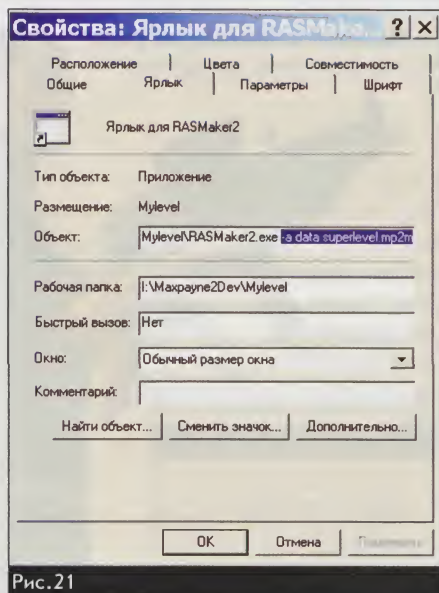 Свойства: Ярлык для RASMake... ? ×
Расположение Цвета Совместимость
Общие Ярлык Параметры Шрифт
Ярлык для RASMaker2
Тип объекта: Приложение
Размещение: Mylevel
Объект: Mylevel\RASMaker2.exe -a data superlevel.mp2m
Рабочая папка: I:\Maxpayne2Dev\Mylevel
Быстрый вызов: Нет
Окно: Обычный размер окна
Комментарий:
Найти объект... Сменить значок... Дополнительно...
OK Отмена Применить
Рис.21